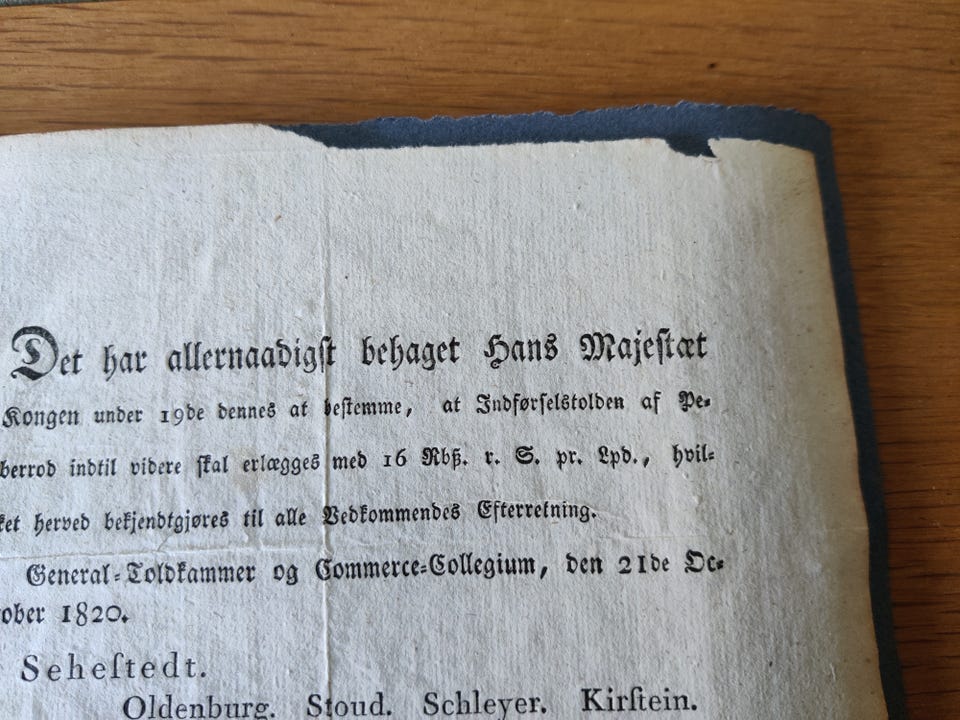 Det har allernaadigſt behaget Hans Majeſtæt
Kongen under 19de dennes at beſtemme, at Indførſelstolden af Pe-
berrod indtil videre ſkal erlægges med 16 Rbß. r. S. pr. Lpd., hvil-
ket herved bekjendtgjøres til alle Vedkommendes Efterretning.
General-Toldkammer og Commerce-Collegium, den 21de Oc-
tober 1820.
Seheſtedt.
Oldenburg. Stoud. Schleyer. Kirſtein.